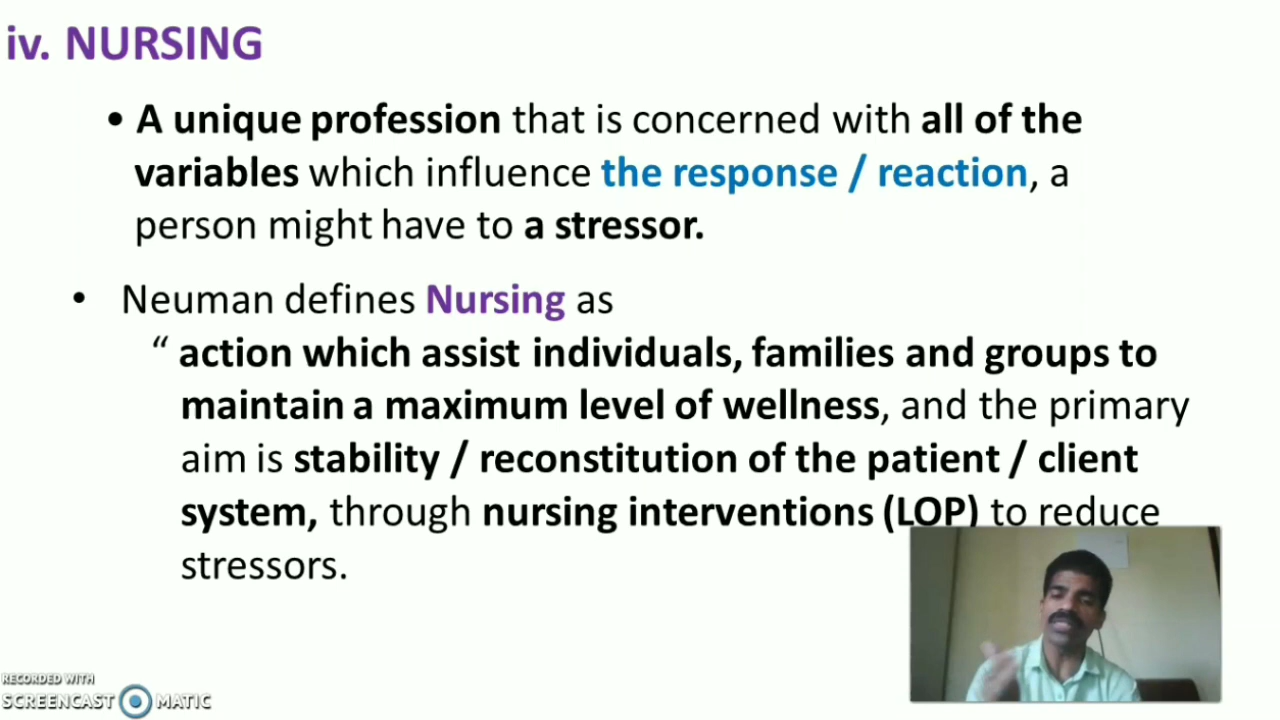 iv. NURSING
• A unique profession that is concerned with all of the
variables which influence the response / reaction, a
person might have to a stressor.
• Neuman defines Nursing as
“ action which assist individuals, families and groups to
maintain a maximum level of wellness, and the primary
aim is stability / reconstitution of the patient / client
system, through nursing interventions (LOP) to reduce
stressors.
RECORDED WITH
SCREENCAST MATIC